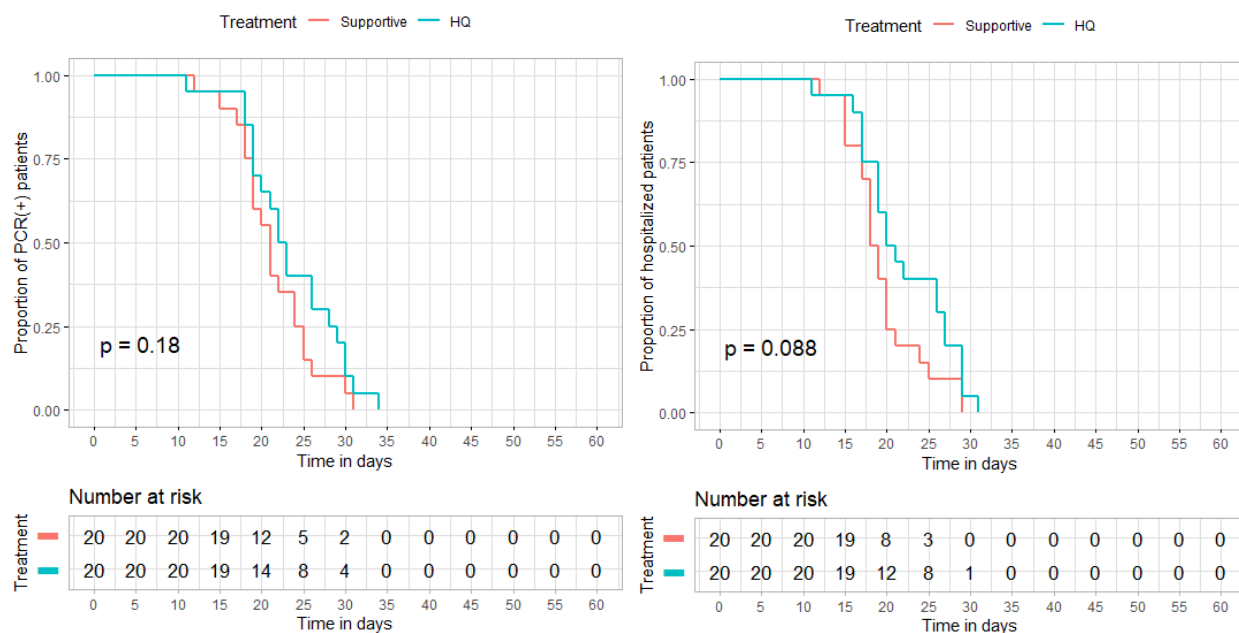 Treatment Supportive HQ
Proportion of PCR(+) patients
1.00
0.75
0.50
0.25
0.00
p = 0.18
0 5 10 15 20 25 30 35 40 45 50 55 60
Time in days
Number at risk
Treatment
20 20 20 19 12 5 2 0 0 0 0 0 0
20 20 20 19 14 8 4 0 0 0 0 0 0
0 5 10 15 20 25 30 35 40 45 50 55 60
Time in days
Treatment Supportive HQ
Proportion of hospitalized patients
1.00
0.75
0.50
0.25
0.00
p = 0.088
0 5 10 15 20 25 30 35 40 45 50 55 60
Time in days
Number at risk
Treatment
20 20 20 19 8 3 0 0 0 0 0 0 0
20 20 20 19 12 8 1 0 0 0 0 0 0
0 5 10 15 20 25 30 35 40 45 50 55 60
Time in days